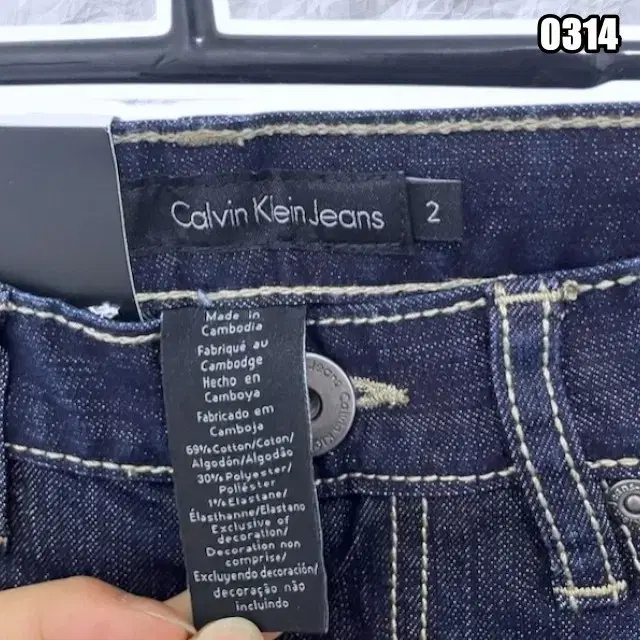 0314
Calvin Klein Jeans
2
Made in
Cambodia
Fabriqué au
Cambodge
Hecho en
Camboya
Fabricado em
Camboja
69% Cotton/Coton/
Algodón/Algodão
30% Polyester/
Poliéster
1% Elastane/
Élasthanne/Elastano
Exclusive of
decoration/
Décoration non
comprise/
Excluyendo decoración/
decoração não
incluindo